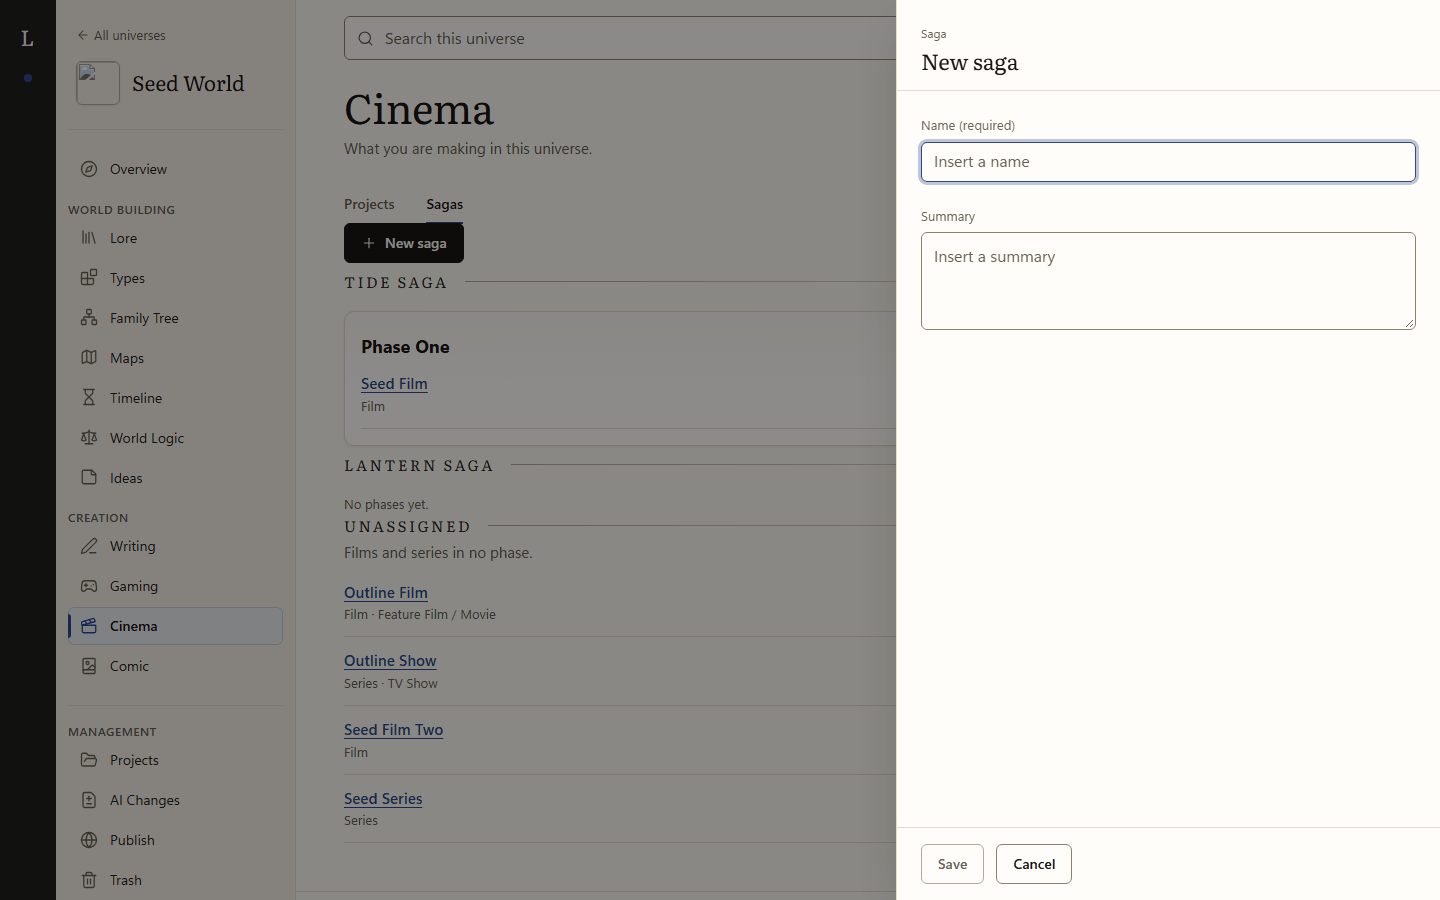 L
All universes
Seed World
Overview
WORLD BUILDING
Lore
Types
Family Tree
Maps
Timeline
World Logic
Ideas
CREATION
Writing
Gaming
Cinema
Comic
MANAGEMENT
Projects
AI Changes
Publish
Trash
Search this universe
Cinema
What you are making in this universe.
Projects Sagas
New saga
TIDE SAGA
Phase One
Seed Film
Film
LANTERN SAGA
No phases yet.
UNASSIGNED
Films and series in no phase.
Outline Film
Film · Feature Film / Movie
Outline Show
Series · TV Show
Seed Film Two
Film
Seed Series
Series
Saga
New saga
Name (required)
Insert a name
Summary
Insert a summary
Save Cancel